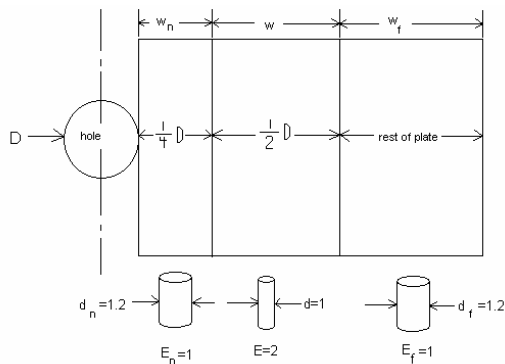 w_n w w_f
D hole 1/4 D 1/2 D rest of plate
d_n=1.2 d=1 d_f=1.2
E_n=1 E=2 E_f=1